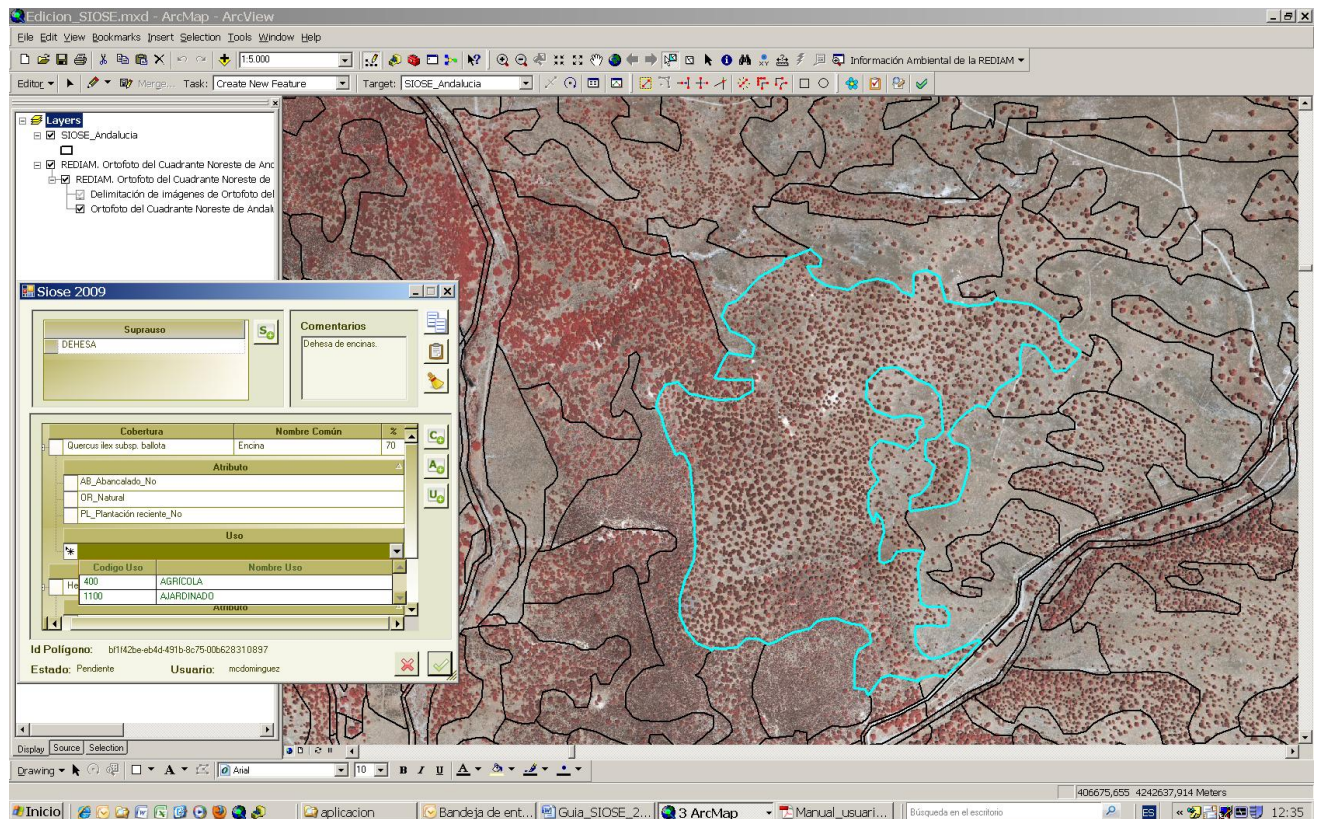 Edicion_SIOSE.mxd - ArcMap - ArcView
File Edit View Bookmarks Insert Selection Tools Window Help
1:5.000 Información Ambiental de la REDIAM
Editor Merge... Task: Create New Feature Target: SIOSE_Andalucia
Layers
SIOSE_Andalucia
REDIAM. Ortofoto del Cuadrante Noreste de And
REDIAM. Ortofoto del Cuadrante Noreste de
Delimitación de imágenes de Ortofoto del
Ortofoto del Cuadrante Noreste de Andalu
Siose 2009
Suprauso
DEHESA
Comentarios
Dehesa de encinas.
Cobertura Nombre Común %
Quercus ilex subsp. ballota Encina 70
Atributo
AB_Abancalado_No
OR_Natural
PL_Plantación reciente_No
Uso
Codigo Uso Nombre Uso
He
400 AGRÍCOLA
1100 AJARDINADO
Atributo
Id Polígono: bf1f42be-eb4d-491b-8c75-00b628310897
Estado: Pendiente Usuario: mcdominguez
Display Source Selection
Drawing A Arial 10 B I U A
406675,655 4242637,914 Meters
Inicio aplicacion Bandeja de ent... Guia_SIOSE_2... 3 ArcMap Manual_usuari... Búsqueda en el escritorio ES 12:35